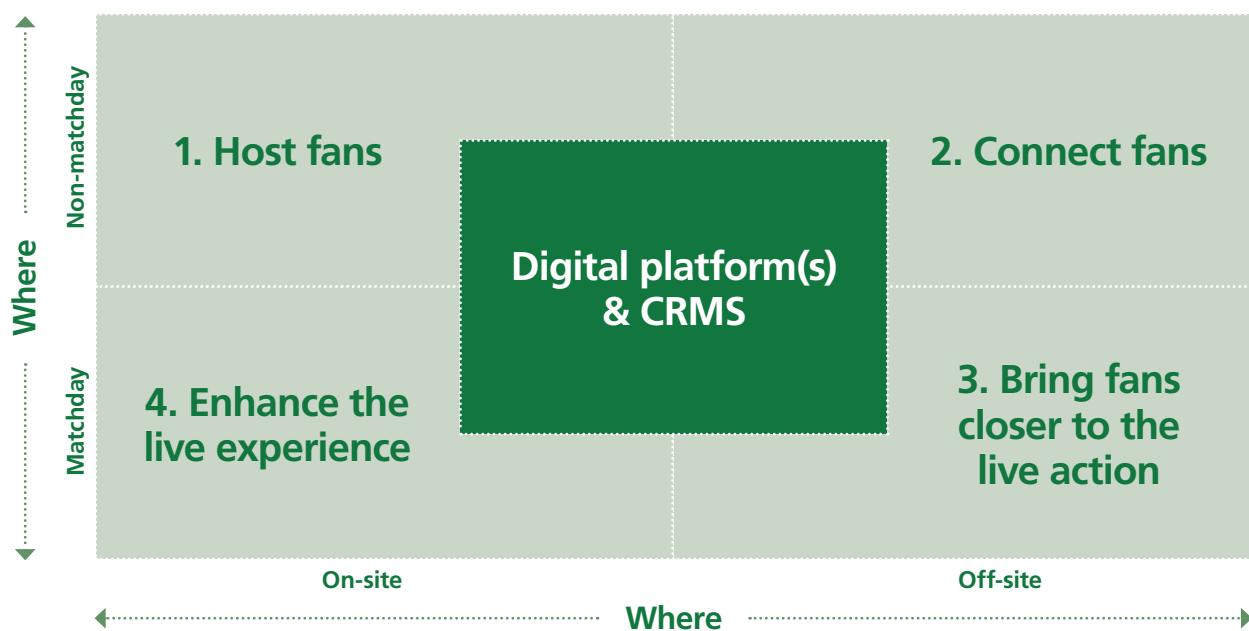 Where
Non-matchday
Matchday
1. Host fans
2. Connect fans
Digital platform(s)
& CRMS
4. Enhance the
live experience
3. Bring fans
closer to the
live action
On-site
Off-site
Where